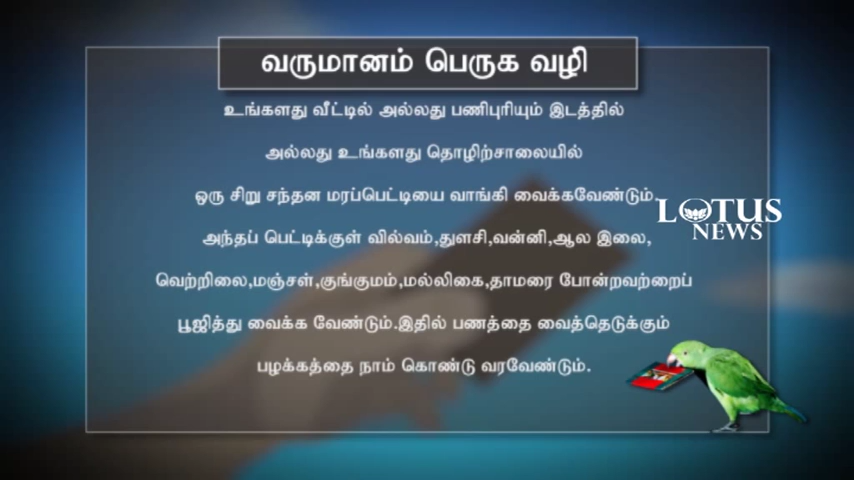 வருமானம் பெருக வழி
உங்களது வீட்டில் அல்லது பணிபுரியும் இடத்தில்
அல்லது உங்களது தொழிற்சாலையில்
ஒரு சிறு சந்தன மரப்பெட்டியை வாங்கி வைக்கவேண்டும்.
LOTUS
NEWS
அந்தப் பெட்டிக்குள் வில்வம்,துளசி,வன்னி,ஆல இலை,
வெற்றிலை,மஞ்சள்,குங்குமம்,மல்லிகை,தாமரை போன்றவற்றைப்
பூஜித்து வைக்க வேண்டும்.இதில் பணத்தை வைத்தெடுக்கும்
பழக்கத்தை நாம் கொண்டு வரவேண்டும்.